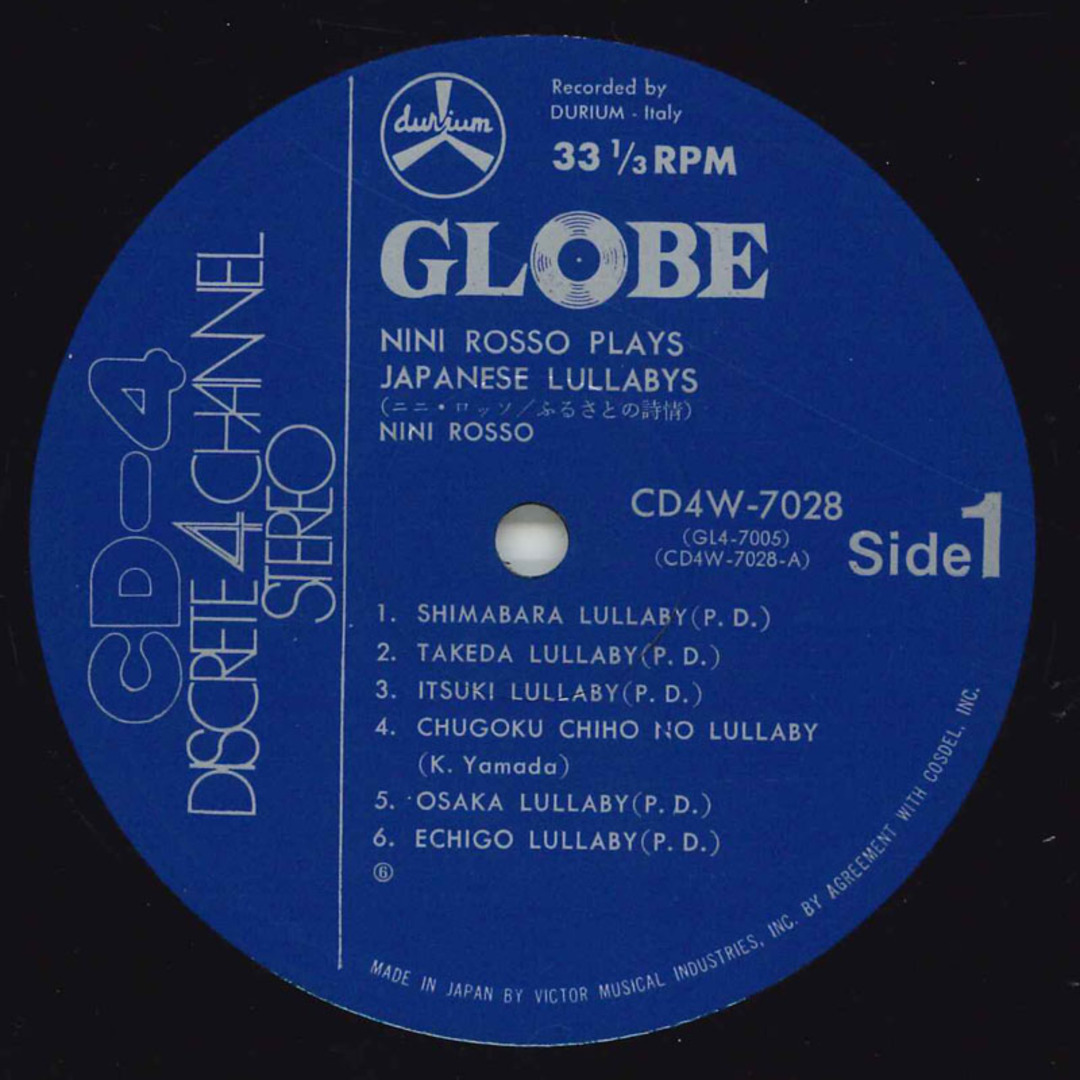 durium
Recorded by
DURIUM - Italy
33 1/3 RPM
GLOBE
CD-4
DISCRETE 4 CHANNEL
STEREO
NINI ROSSO PLAYS
JAPANESE LULLABYS
(ニニ・ロッソ/ふるさとの詩情)
NINI ROSSO
CD4W-7028
(GL4-7005)
(CD4W-7028-A)
Side 1
1. SHIMABARA LULLABY(P. D.)
2. TAKEDA LULLABY(P. D.)
3. ITSUKI LULLABY(P. D.)
4. CHUGOKU CHIHO NO LULLABY
(K. Yamada)
5. OSAKA LULLABY(P. D.)
6. ECHIGO LULLABY(P. D.)
⑥
MADE IN JAPAN BY VICTOR MUSICAL INDUSTRIES, INC. BY AGREEMENT WITH COSDEL, INC.